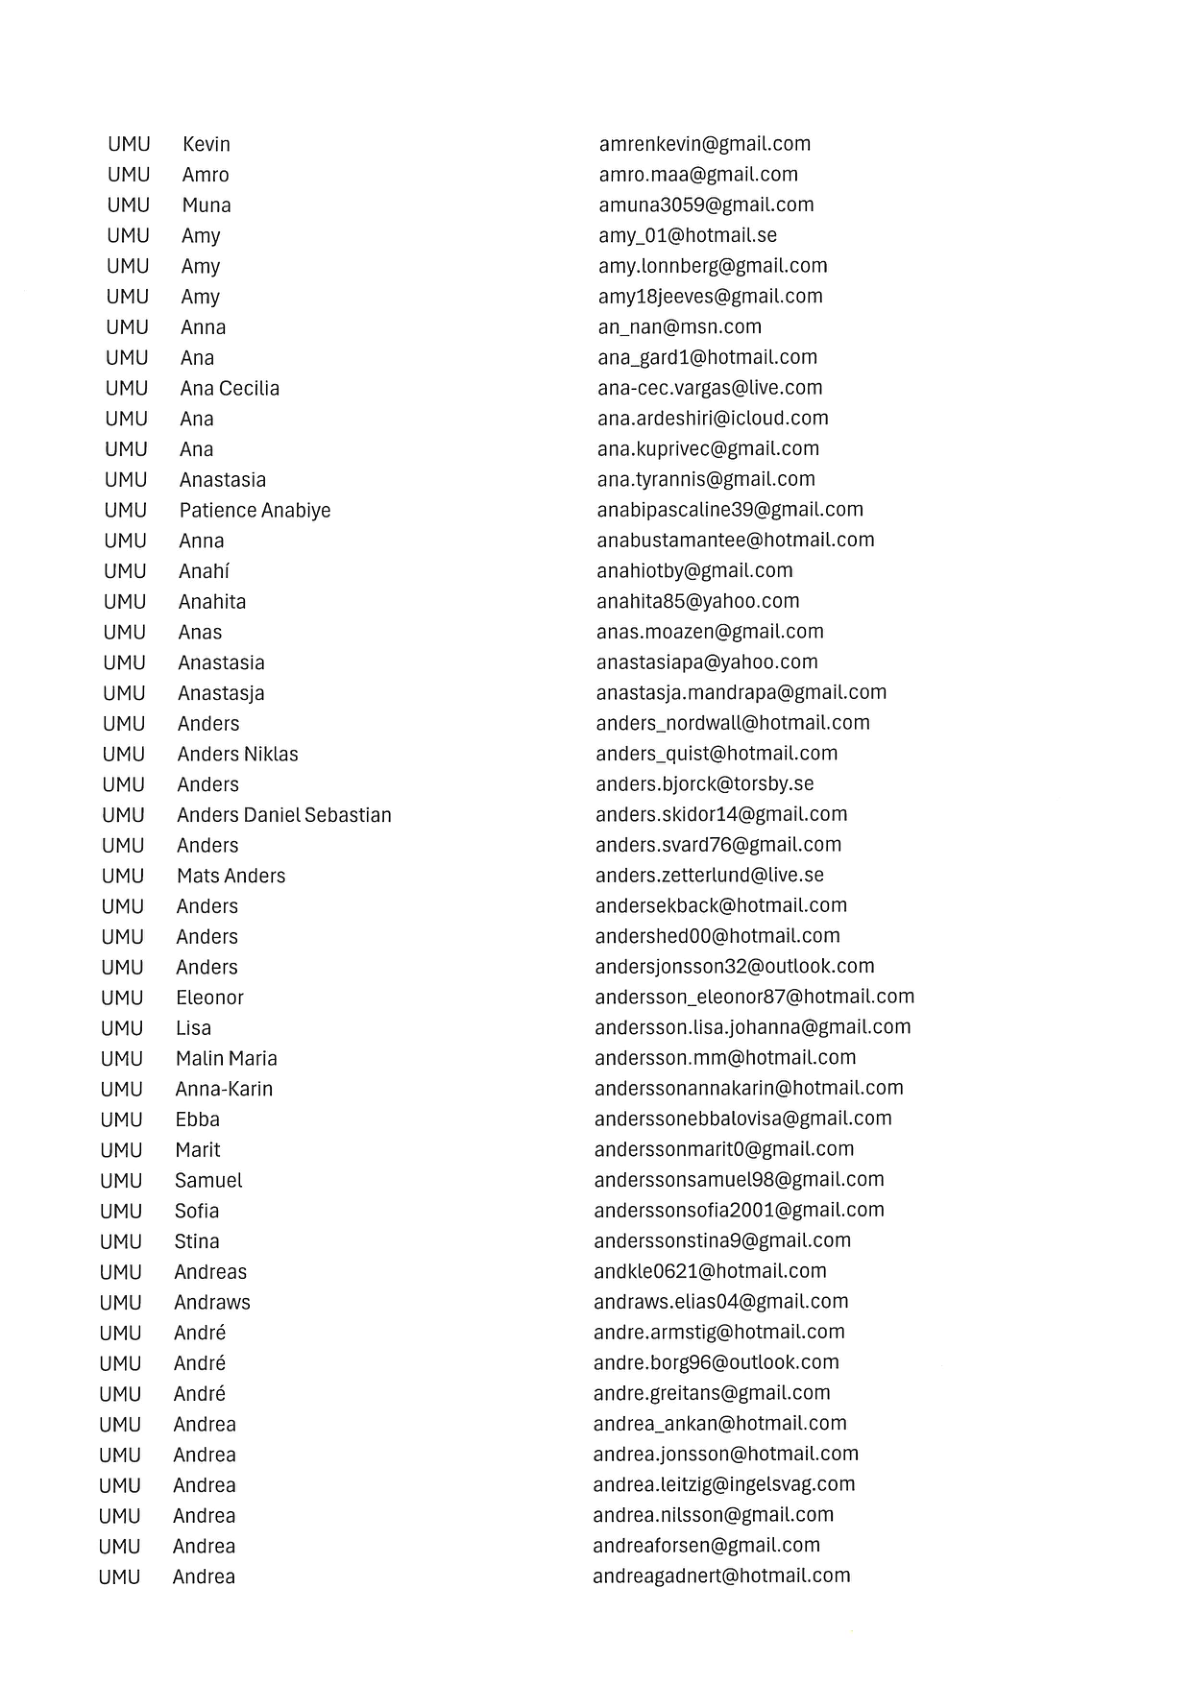 UMU Kevin amrenkevin@gmail.com
UMU Amro amro.maa@gmail.com
UMU Muna amuna3059@gmail.com
UMU Amy amy_01@hotmail.se
UMU Amy amy.lonnberg@gmail.com
UMU Amy amy18jeeves@gmail.com
UMU Anna an_nan@msn.com
UMU Ana ana_gard1@hotmail.com
UMU Ana Cecilia ana-cec.vargas@live.com
UMU Ana ana.ardeshiri@icloud.com
UMU Ana ana.kuprivec@gmail.com
UMU Anastasia ana.tyrannis@gmail.com
UMU Patience Anabiye anabipascaline39@gmail.com
UMU Anna anabustamantee@hotmail.com
UMU Anahí anahiotby@gmail.com
UMU Anahita anahita85@yahoo.com
UMU Anas anas.moazen@gmail.com
UMU Anastasia anastasiapa@yahoo.com
UMU Anastasja anastasja.mandrapa@gmail.com
UMU Anders anders_nordwall@hotmail.com
UMU Anders Niklas anders_quist@hotmail.com
UMU Anders anders.bjorck@torsby.se
UMU Anders Daniel Sebastian anders.skidor14@gmail.com
UMU Anders anders.svard76@gmail.com
UMU Mats Anders anders.zetterlund@live.se
UMU Anders andersekback@hotmail.com
UMU Anders andershed00@hotmail.com
UMU Anders andersjonsson32@outlook.com
UMU Eleonor andersson_eleonor87@hotmail.com
UMU Lisa andersson.lisa.johanna@gmail.com
UMU Malin Maria andersson.mm@hotmail.com
UMU Anna-Karin anderssonannakarin@hotmail.com
UMU Ebba anderssonebbalovisa@gmail.com
UMU Marit anderssonmarit0@gmail.com
UMU Samuel anderssonsamuel98@gmail.com
UMU Sofia anderssonsofia2001@gmail.com
UMU Stina anderssonstina9@gmail.com
UMU Andreas andkle0621@hotmail.com
UMU Andraws andraws.elias04@gmail.com
UMU André andre.armstig@hotmail.com
UMU André andre.borg96@outlook.com
UMU André andre.greitans@gmail.com
UMU Andrea andrea_ankan@hotmail.com
UMU Andrea andrea.jonsson@hotmail.com
UMU Andrea andrea.leitzig@ingelsvag.com
UMU Andrea andrea.nilsson@gmail.com
UMU Andrea andreaforsen@gmail.com
UMU Andrea andreagadnert@hotmail.com